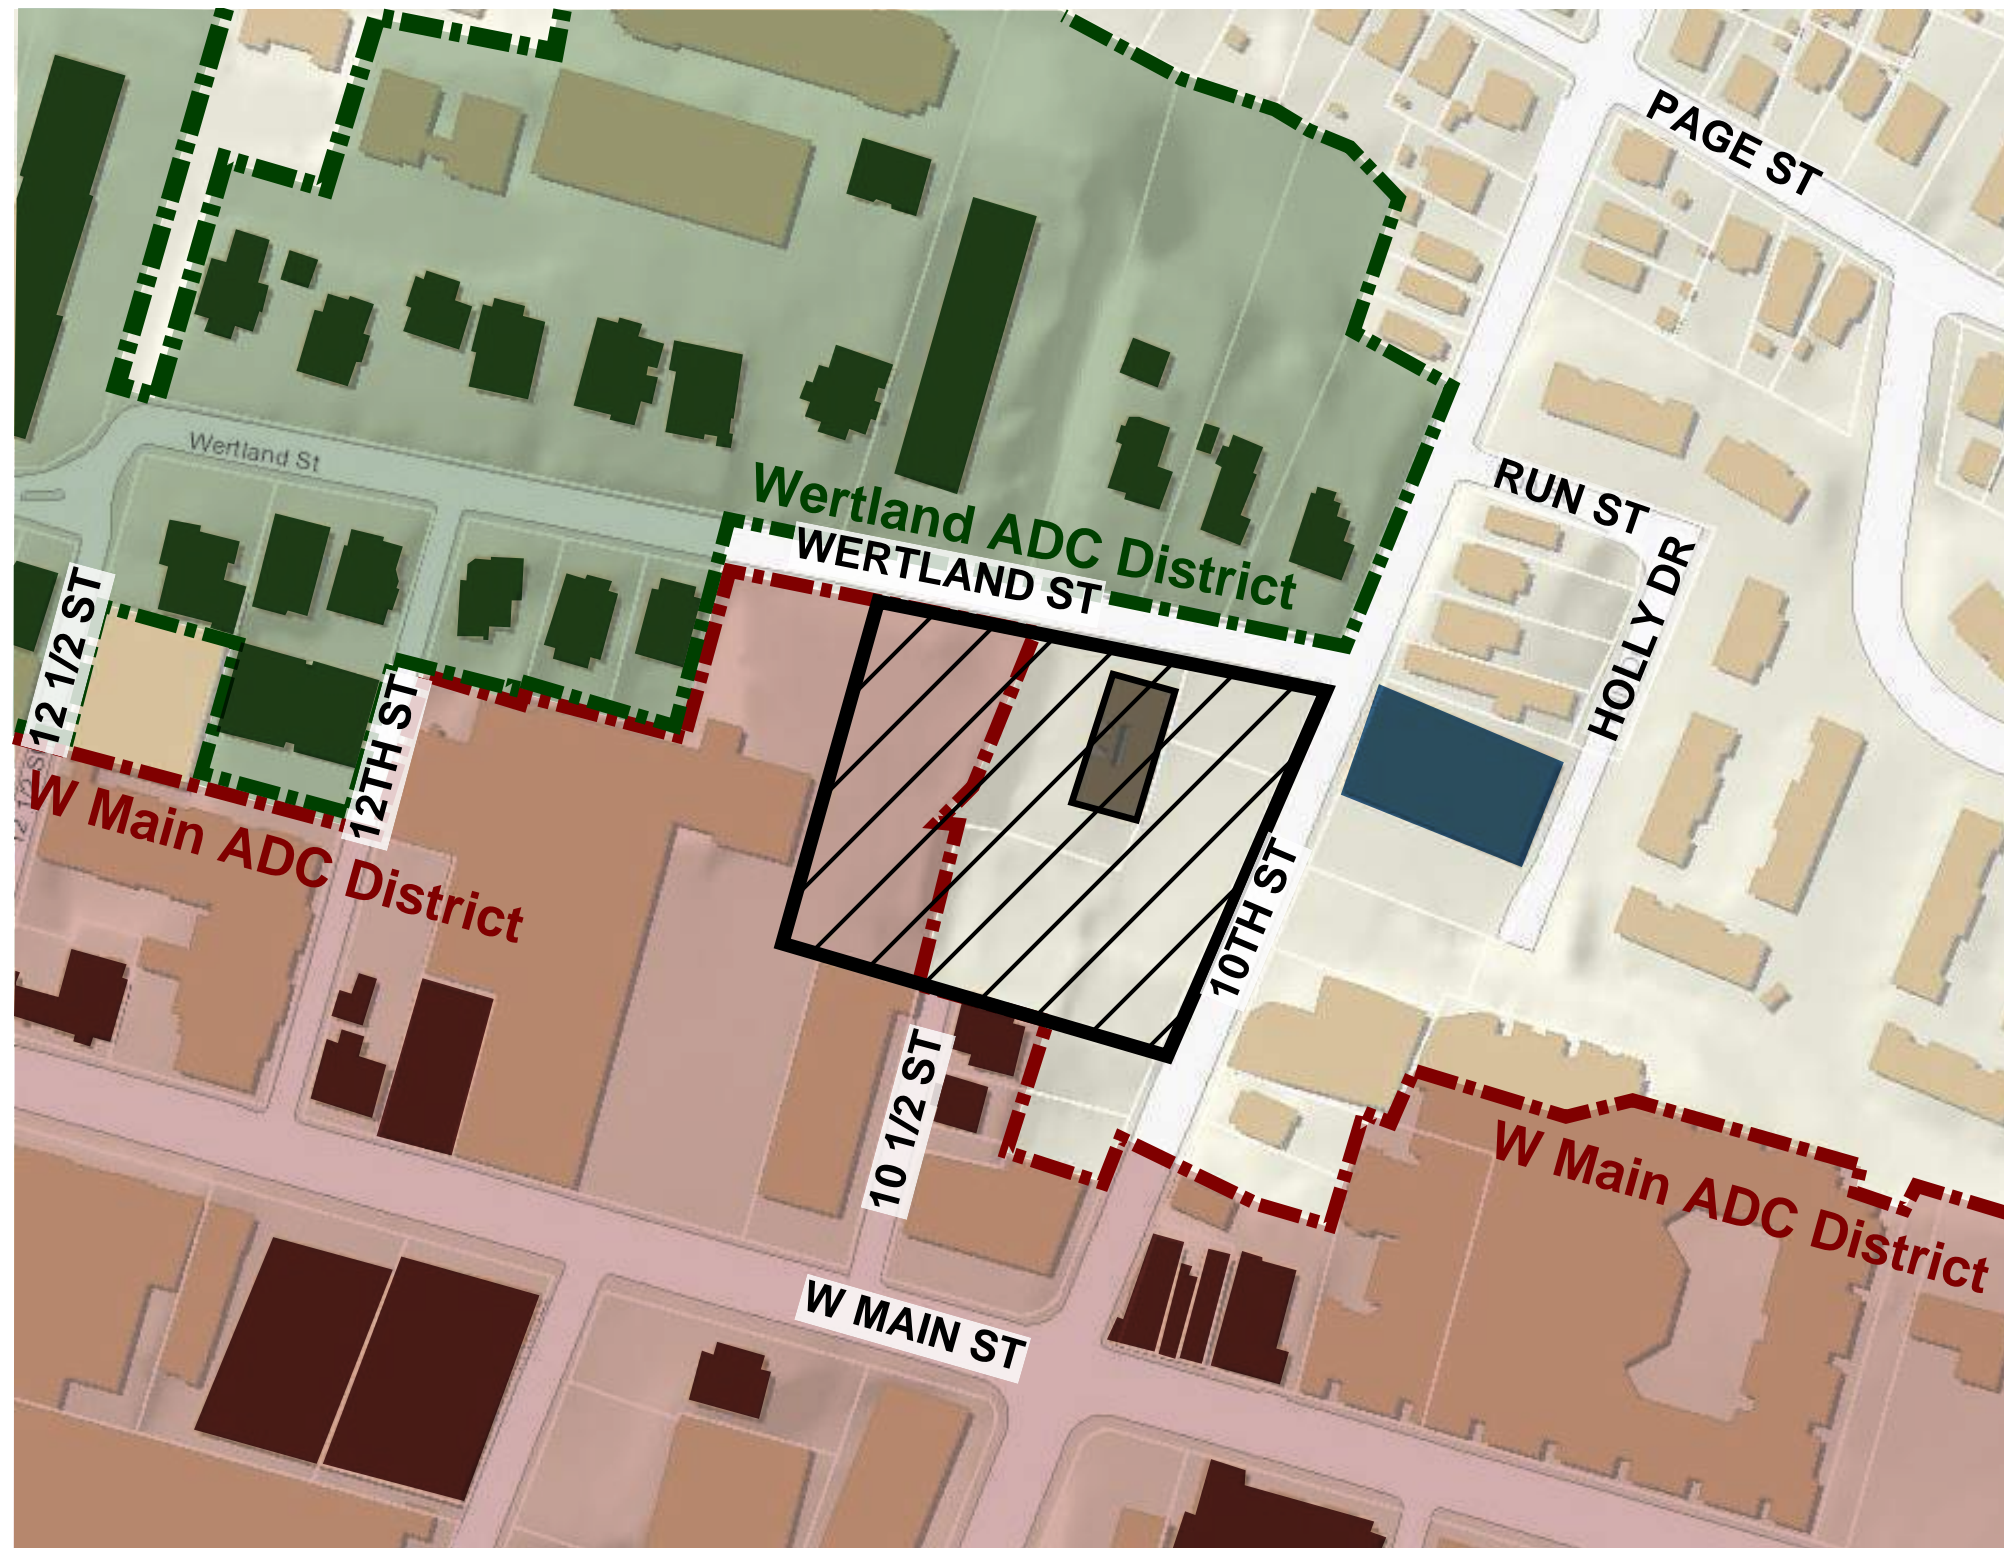 PAGE ST
Wertland St
RUN ST
Wertland ADC District
WERTLAND ST
HOLLY DR
12 1/2 ST
12TH ST
W Main ADC District
10TH ST
10 1/2 ST
W Main ADC District
W MAIN ST